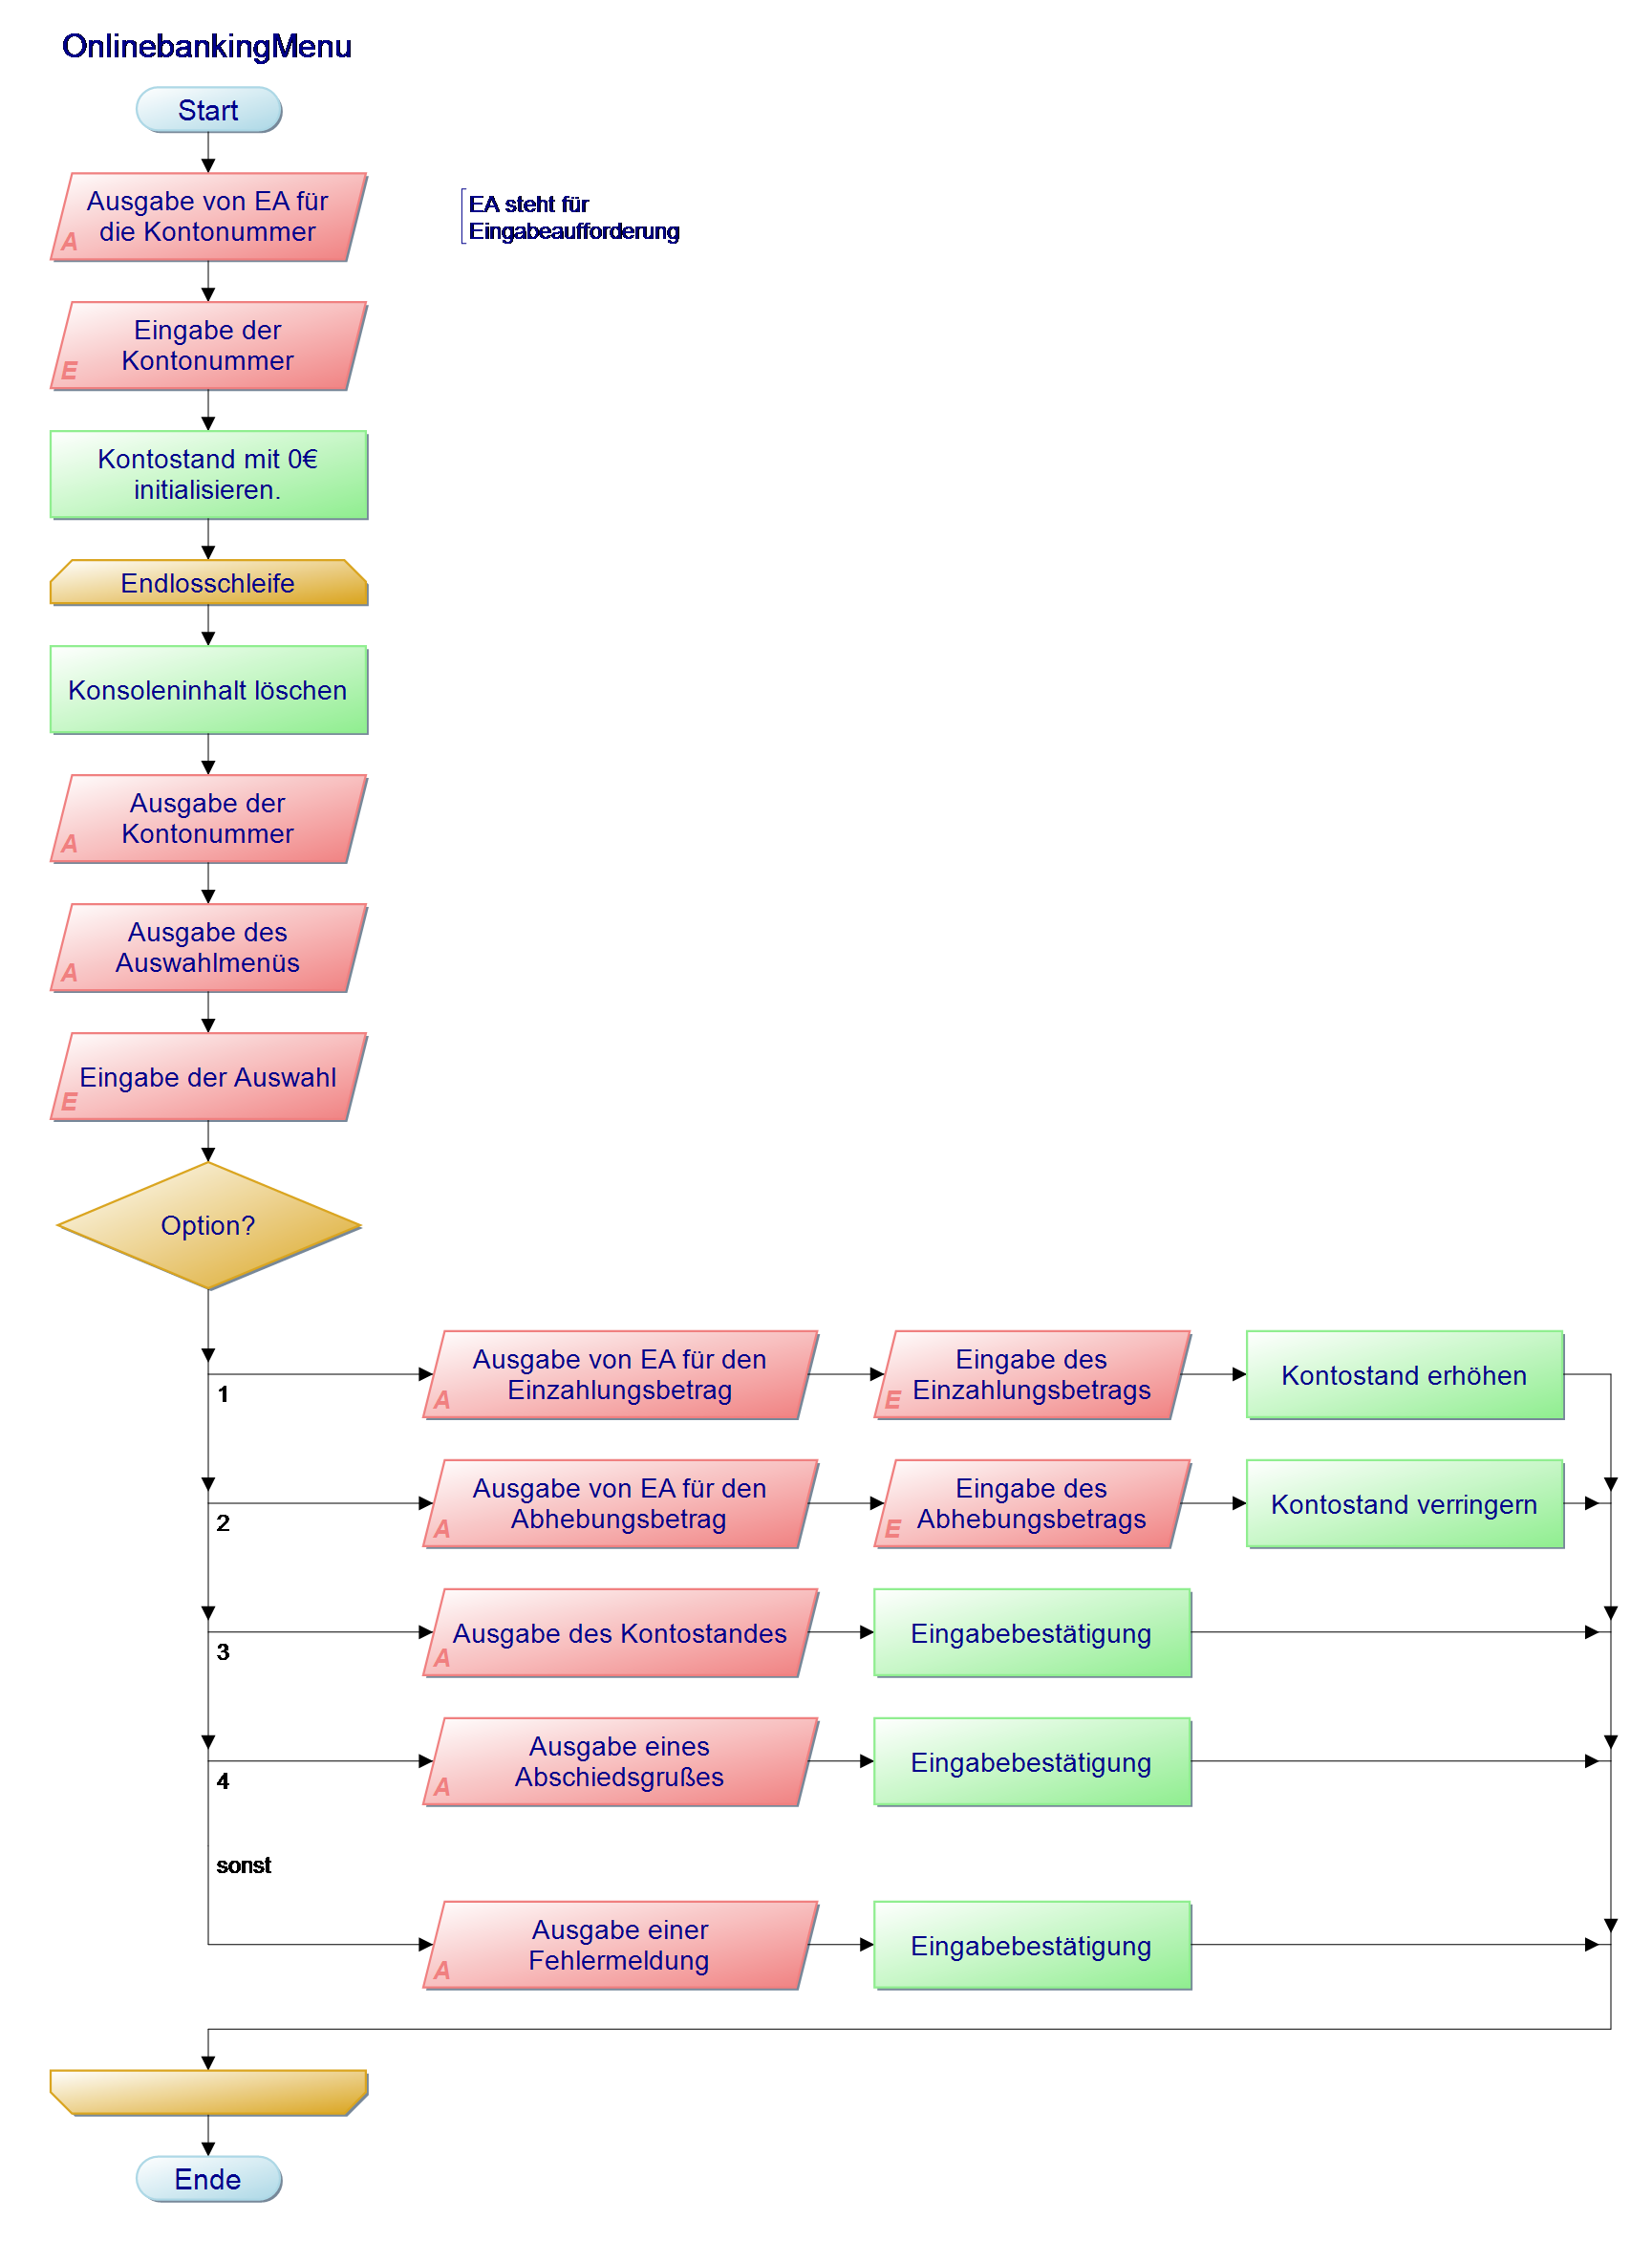 OnlinebankingMenu
Start
Ausgabe von EA für
die Kontonummer
A
EA steht für
Eingabeaufforderung
Eingabe der
Kontonummer
E
Kontostand mit 0€
initialisieren.
Endlosschleife
Konsoleninhalt löschen
Ausgabe der
Kontonummer
A
Ausgabe des
Auswahlmenüs
A
Eingabe der Auswahl
E
Option?
1
Ausgabe von EA für den
Einzahlungsbetrag
A
Eingabe des
Einzahlungsbetrags
E
Kontostand erhöhen
2
Ausgabe von EA für den
Abhebungsbetrag
A
Eingabe des
Abhebungsbetrags
E
Kontostand verringern
3
Ausgabe des Kontostandes
A
Eingabebestätigung
4
Ausgabe eines
Abschiedsgrußes
A
Eingabebestätigung
sonst
Ausgabe einer
Fehlermeldung
A
Eingabebestätigung
Ende